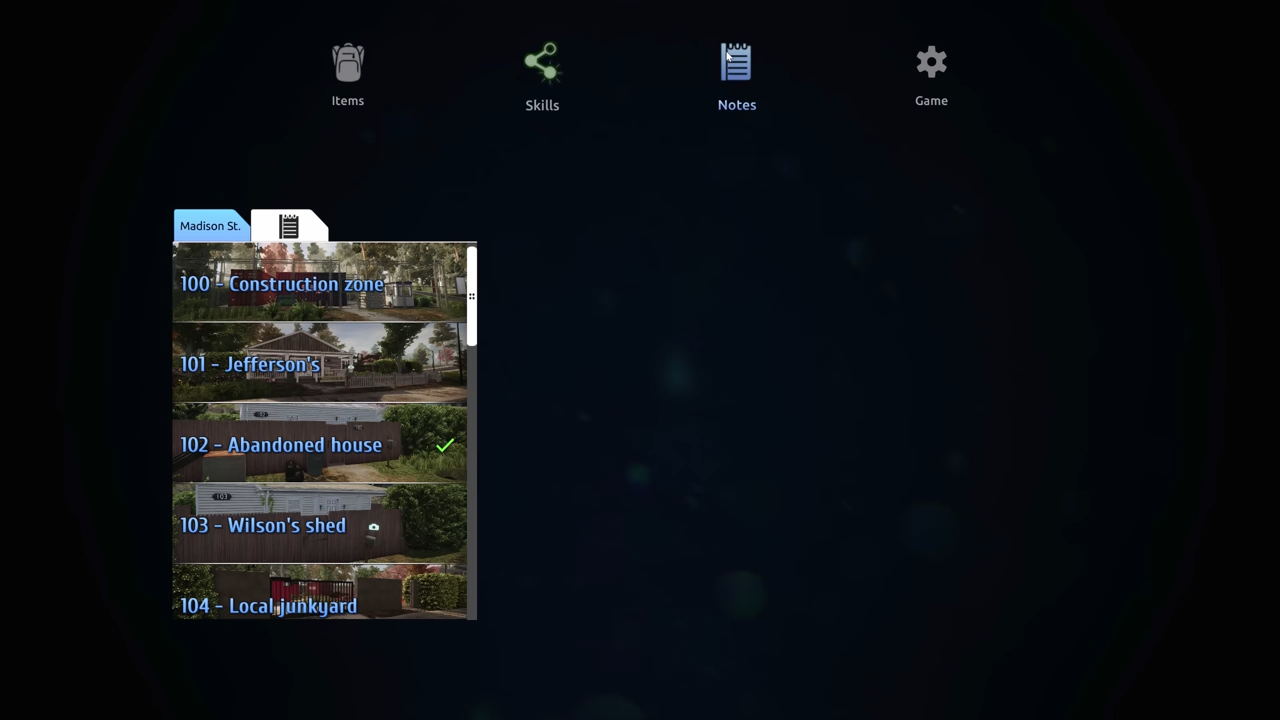 Items
Skills
Notes
Game
Madison St.
100 - Construction zone
101 - Jefferson's
102 - Abandoned house
103
103 - Wilson's shed
104 - Local junkyard